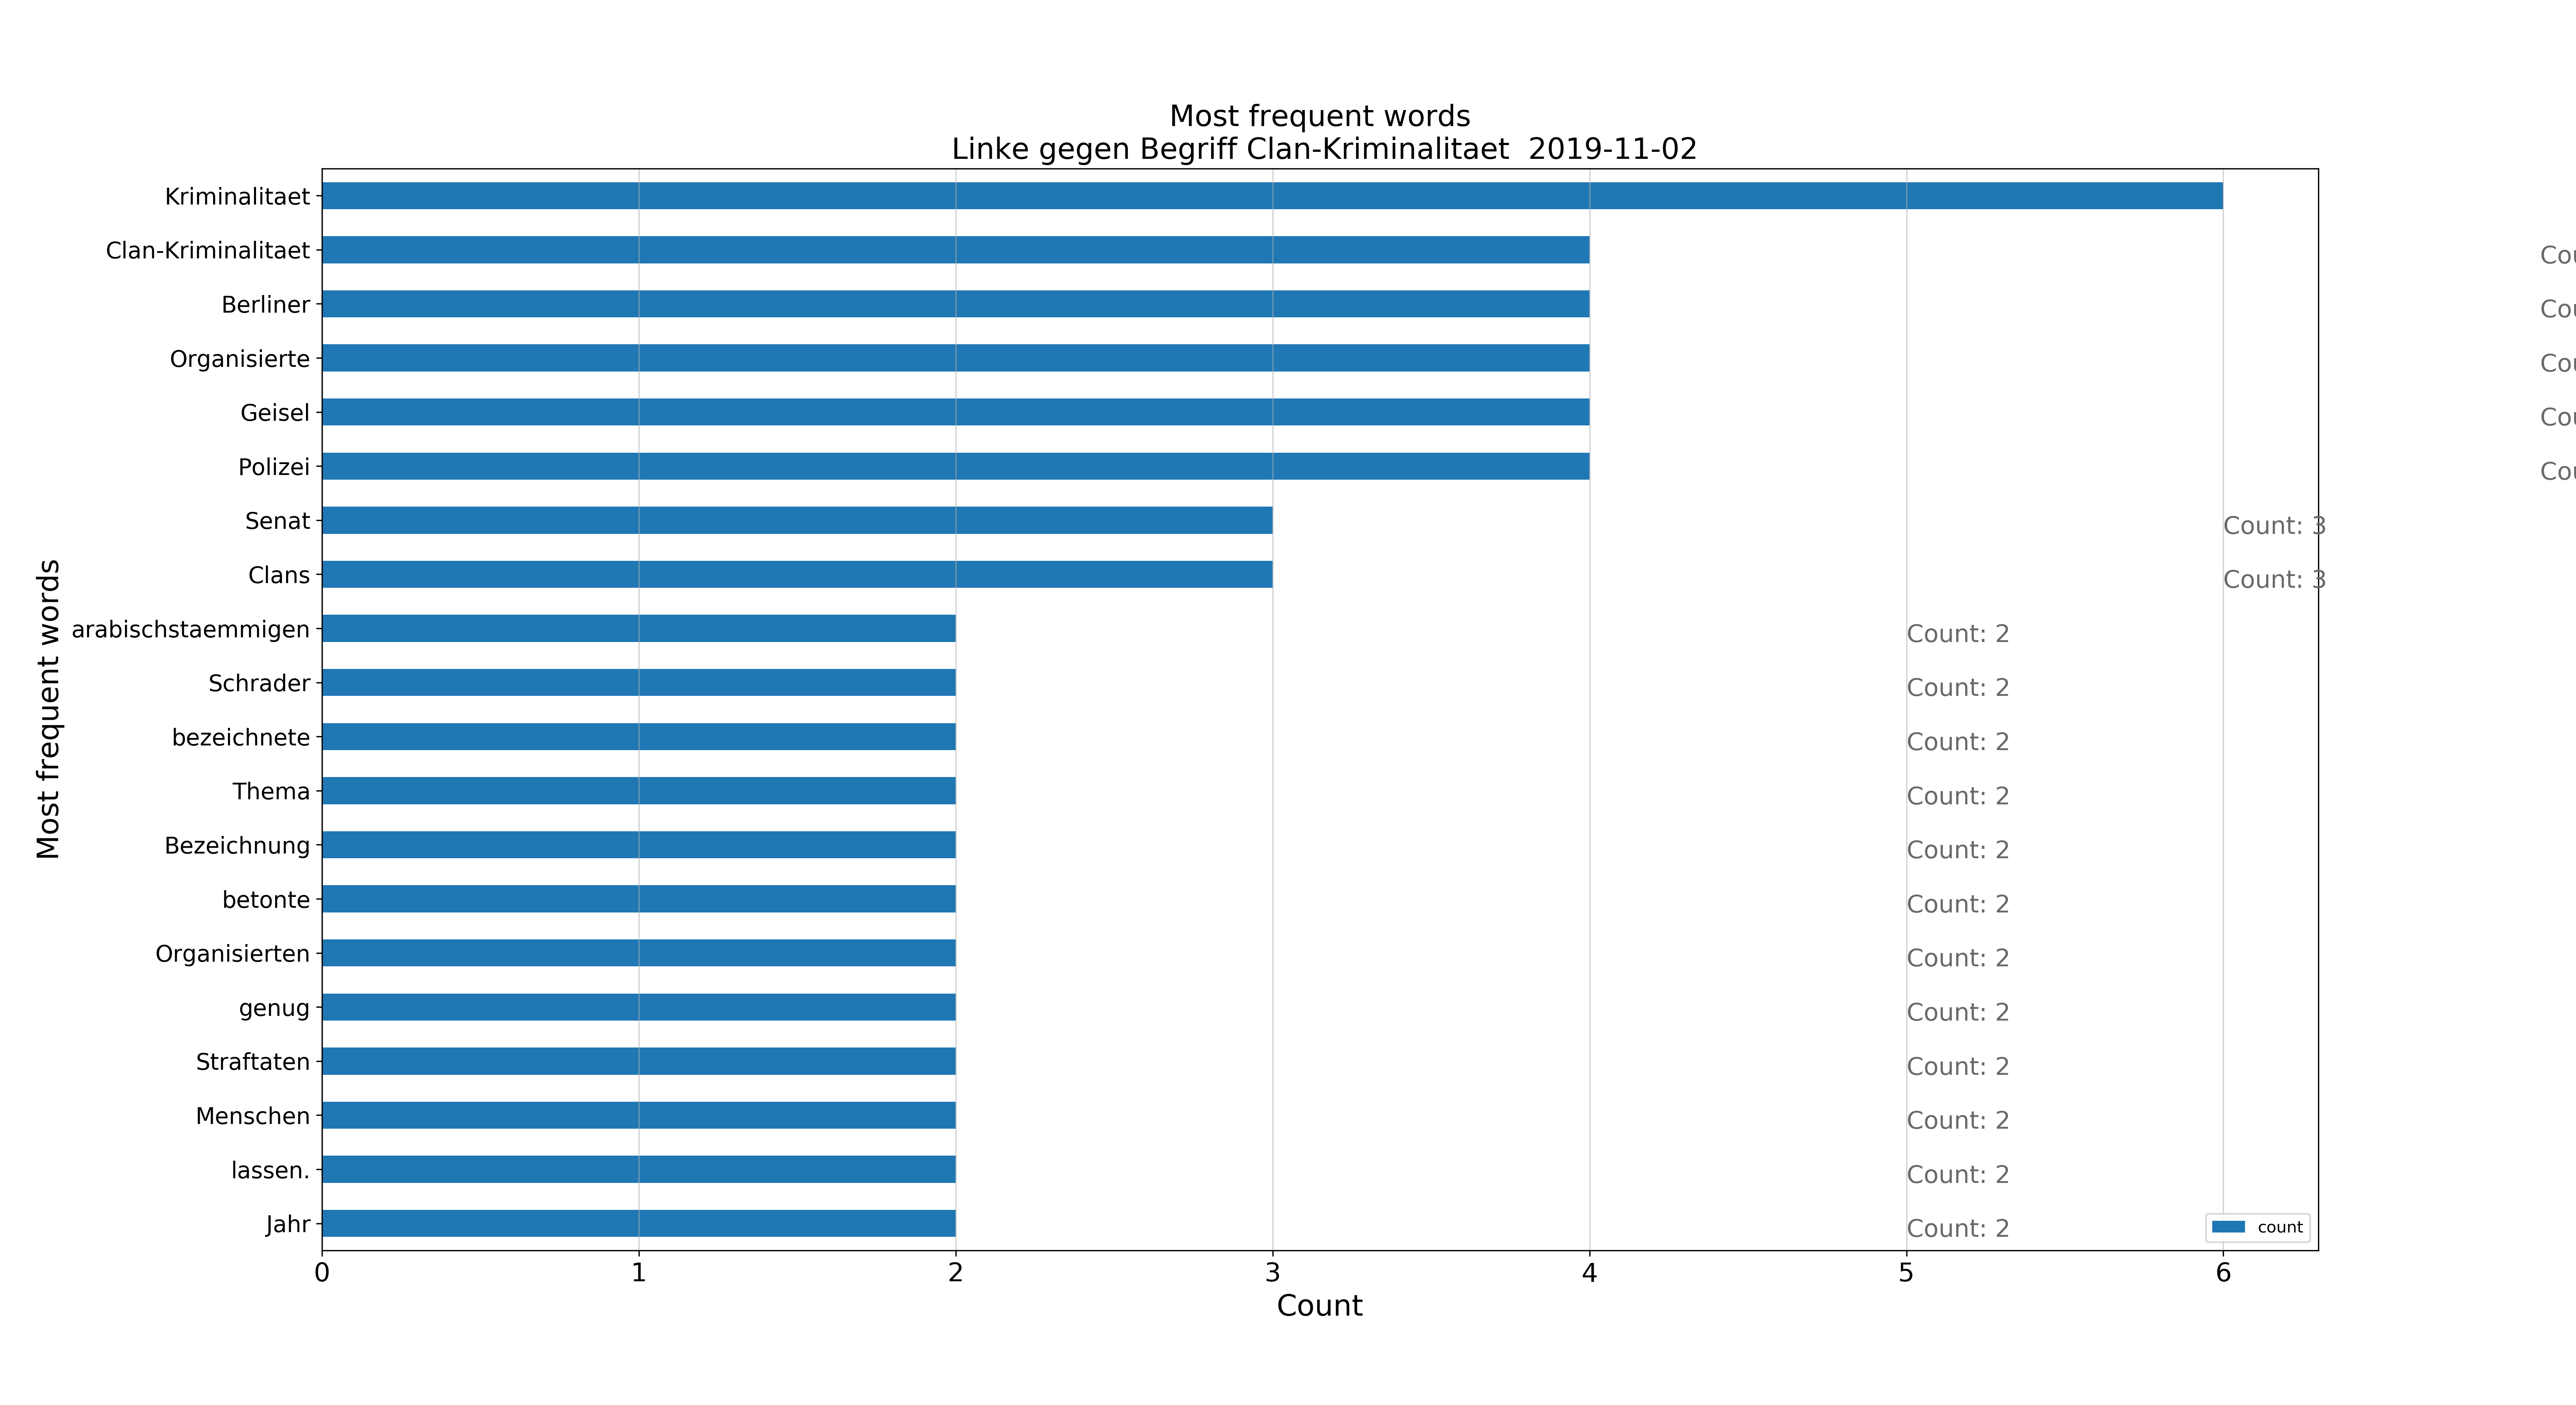 Most frequent words
Linke gegen Begriff Clan-Kriminalitaet  2019-11-02
Most frequent words
Kriminalitaet
Clan-Kriminalitaet
Berliner
Organisierte
Geisel
Polizei
Senat Count: 3
Clans Count: 3
arabischstaemmigen Count: 2
Schrader Count: 2
bezeichnete Count: 2
Thema Count: 2
Bezeichnung Count: 2
betonte Count: 2
Organisierten Count: 2
genug Count: 2
Straftaten Count: 2
Menschen Count: 2
lassen. Count: 2
Jahr Count: 2
count
0 1 2 3 4 5 6
Count